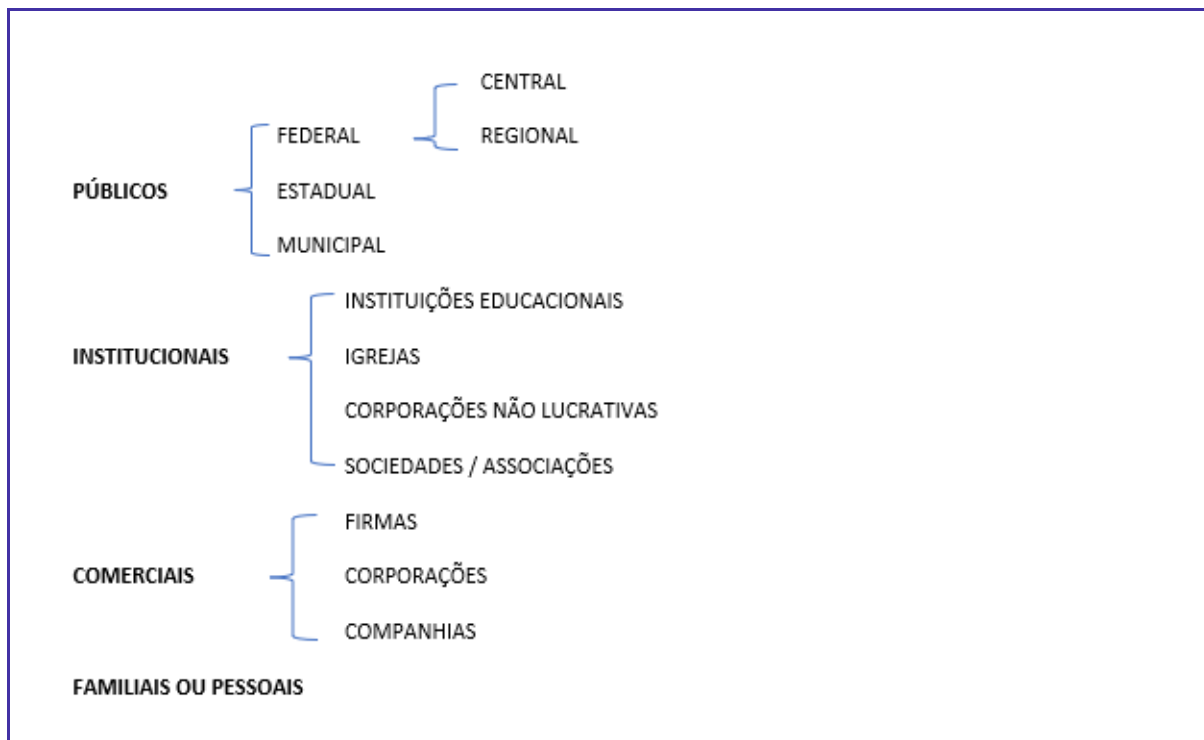 CENTRAL
FEDERAL REGIONAL
PÚBLICOS ESTADUAL
MUNICIPAL
INSTITUIÇÕES EDUCACIONAIS
INSTITUCIONAIS IGREJAS
CORPORAÇÕES NÃO LUCRATIVAS
SOCIEDADES / ASSOCIAÇÕES
FIRMAS
COMERCIAIS CORPORAÇÕES
COMPANHIAS
FAMILIAIS OU PESSOAIS